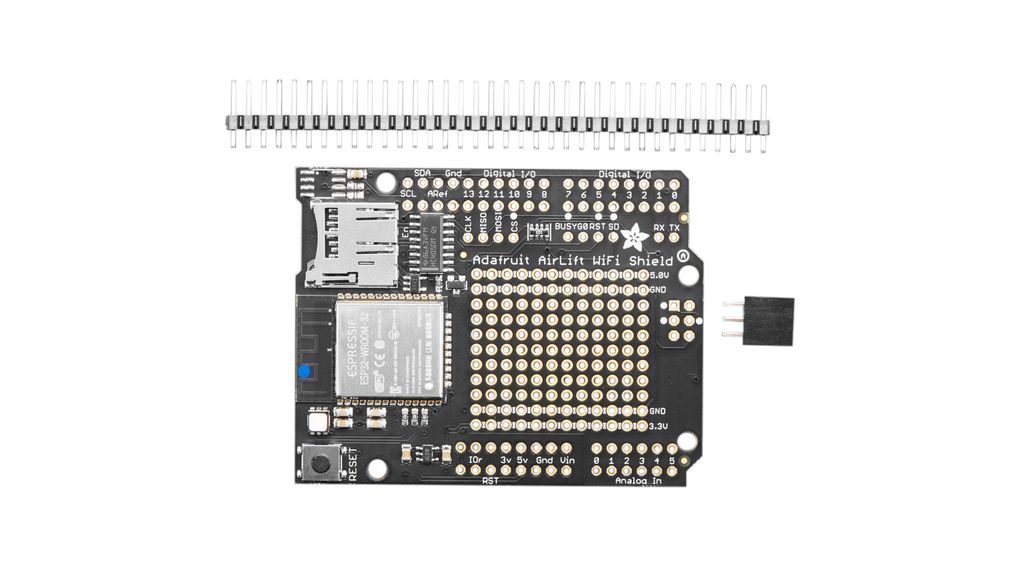 SDA Gnd Digital I/O Digital I/O
SCL ARef 13 12 11 10 9 8 7 6 5 4 3 2 1 0
CLK MISO MOSI CS BUSY G0 RST SD RX TX
En
Adafruit AirLift WiFi Shield
5.0V
GND
ESPRESSIF
ESP32-WROOM-32
CE
GND
3.3V
RESET
IOr 3v 5v Gnd Vin 0 1 2 3 4 5
RST Analog In